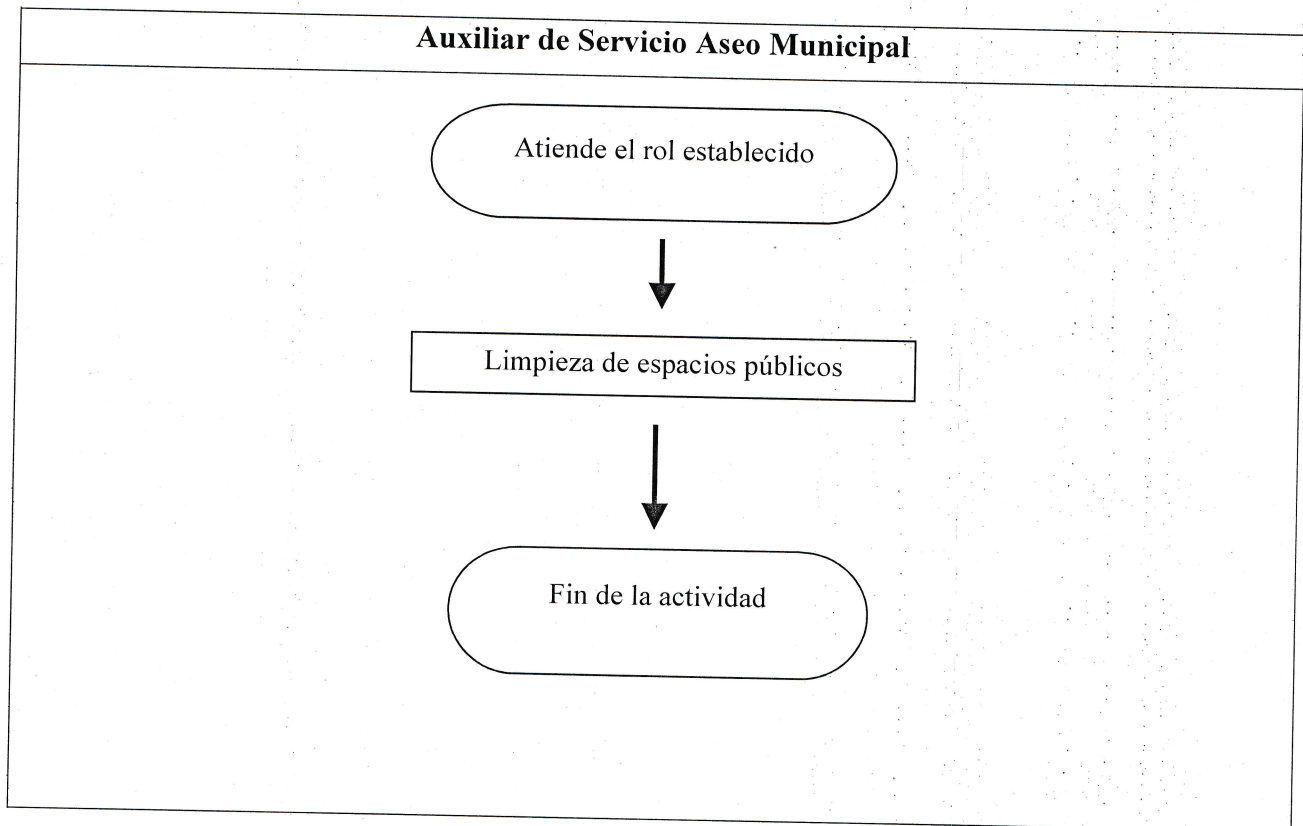 Auxiliar de Servicio Aseo Municipal
Atiende el rol establecido
Limpieza de espacios públicos
Fin de la actividad